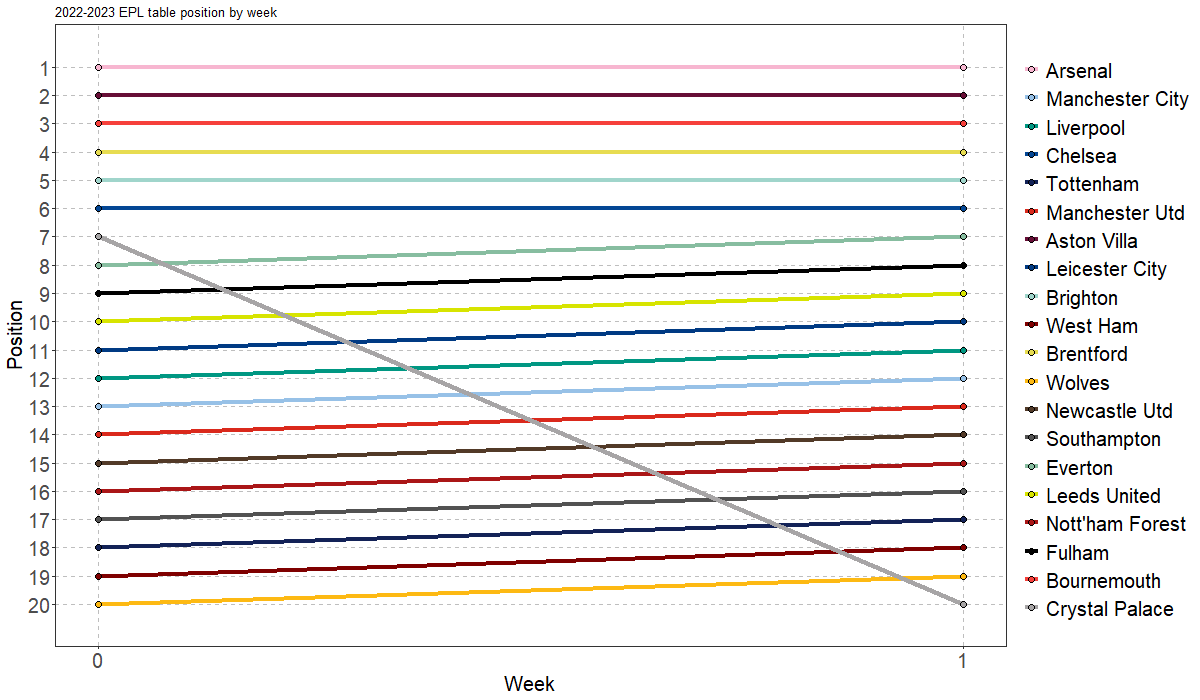 2022-2023 EPL table position by week
1
2
3
4
5
6
7
8
9
10
11
12
13
14
15
16
17
18
19
20
Position
0
1
Week
Arsenal
Manchester City
Liverpool
Chelsea
Tottenham
Manchester Utd
Aston Villa
Leicester City
Brighton
West Ham
Brentford
Wolves
Newcastle Utd
Southampton
Everton
Leeds United
Nott'ham Forest
Fulham
Bournemouth
Crystal Palace